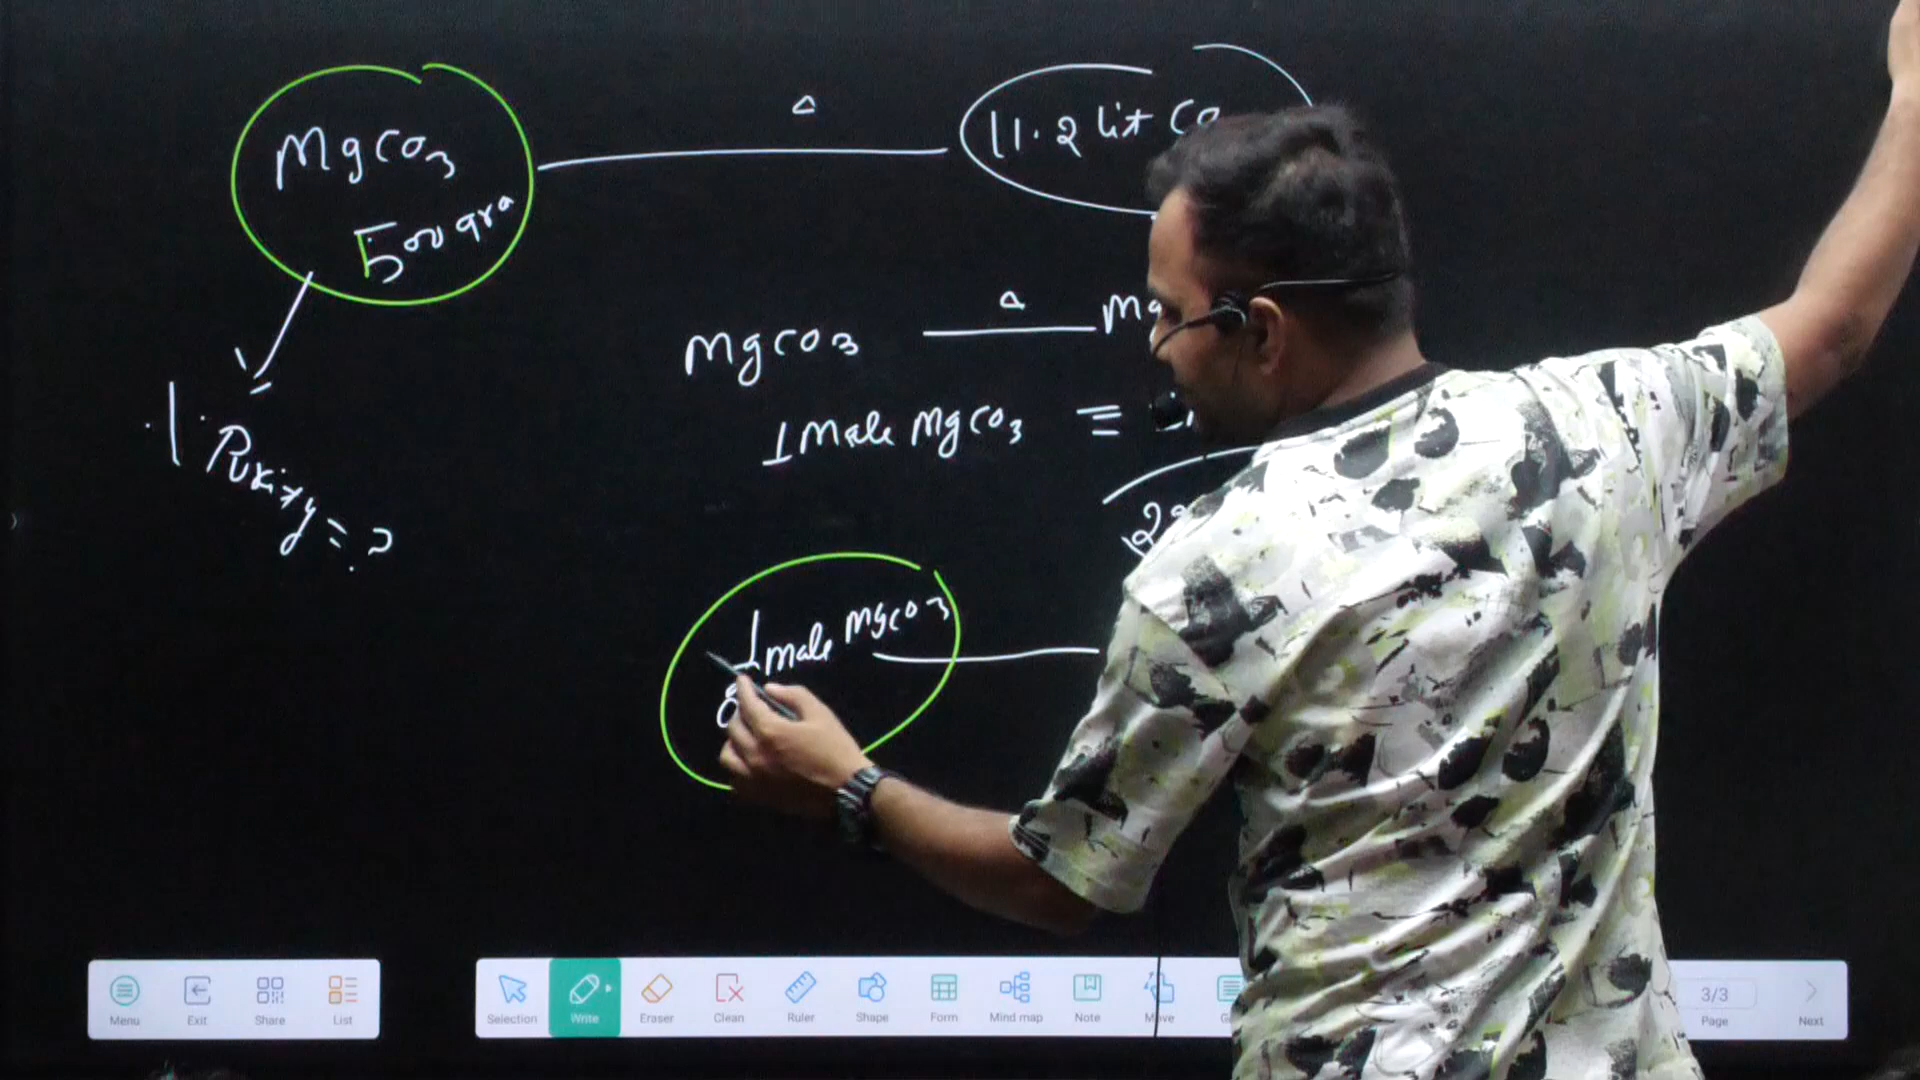 Δ
MgCO3
11.2 lit CO
500 gra
Δ
MgCO3
1 Mole MgCO3 ≡
·|· Purity = ?
1 mole MgCO3
Menu
Exit
Share
List
Selection
Write
Eraser
Clean
Ruler
Shape
Form
Mind map
Note
3/3
Page
Next